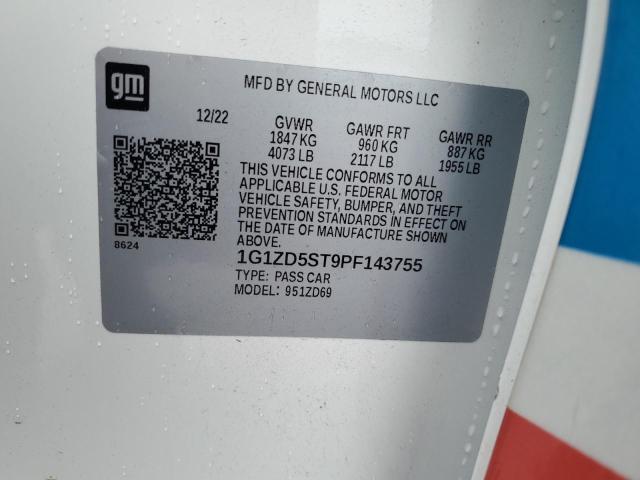 gm
MFD BY GENERAL MOTORS LLC
12/22 GVWR GAWR FRT GAWR RR
1847 KG 960 KG 887 KG
4073 LB 2117 LB 1955 LB
THIS VEHICLE CONFORMS TO ALL
APPLICABLE U.S. FEDERAL MOTOR
VEHICLE SAFETY, BUMPER, AND THEFT
PREVENTION STANDARDS IN EFFECT ON
THE DATE OF MANUFACTURE SHOWN
ABOVE.
8624
1G1ZD5ST9PF143755
TYPE: PASS CAR
MODEL: 951ZD69